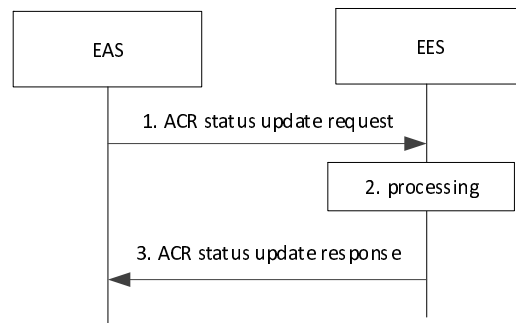 EAS
EES
1. ACR status update request
2. processing
3. ACR status update response